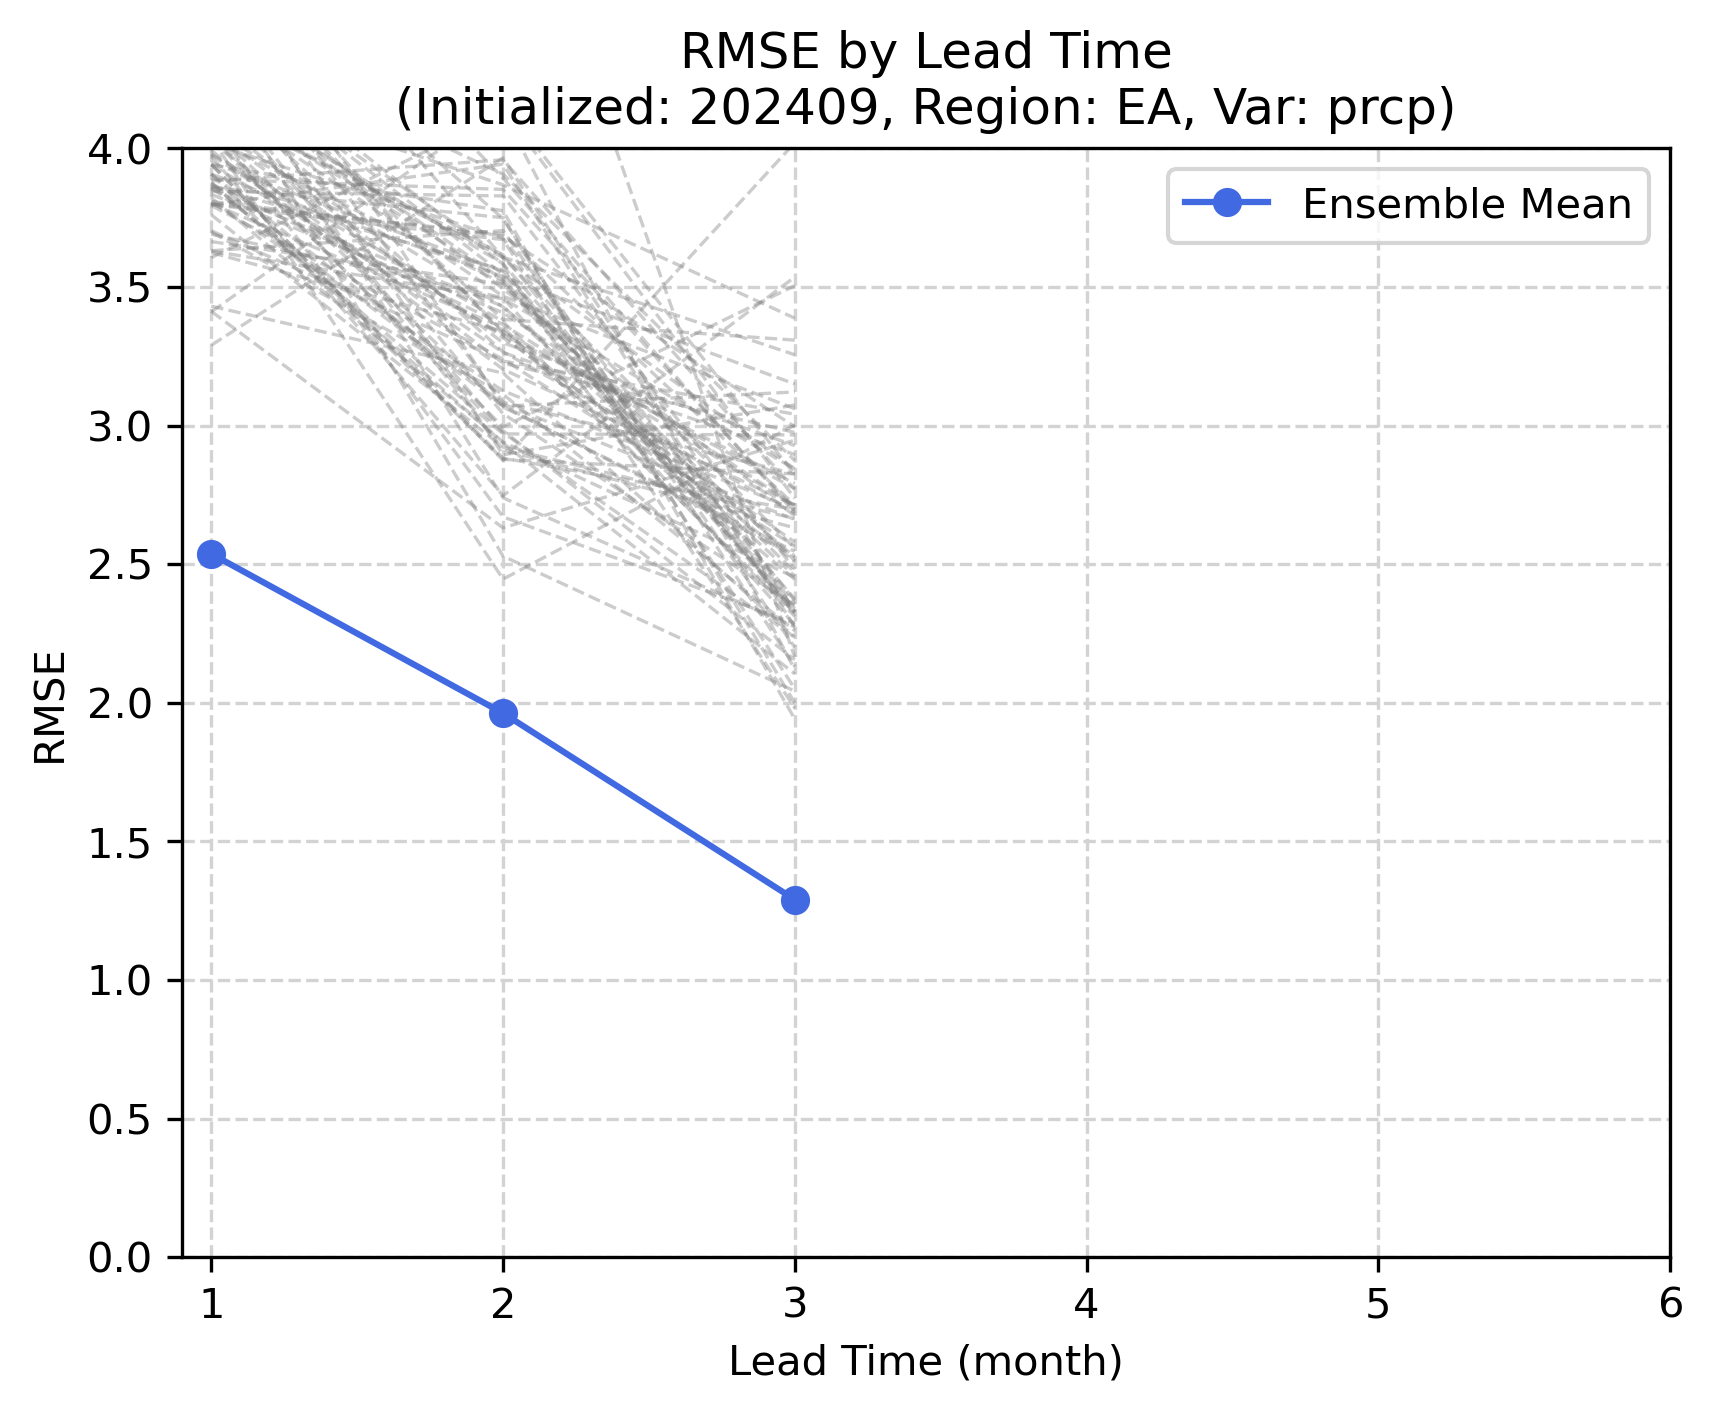 RMSE by Lead Time
(Initialized: 202409, Region: EA, Var: prcp)
4.0
3.5
3.0
2.5
2.0
1.5
1.0
0.5
0.0
RMSE
Ensemble Mean
1 2 3 4 5 6
Lead Time (month)